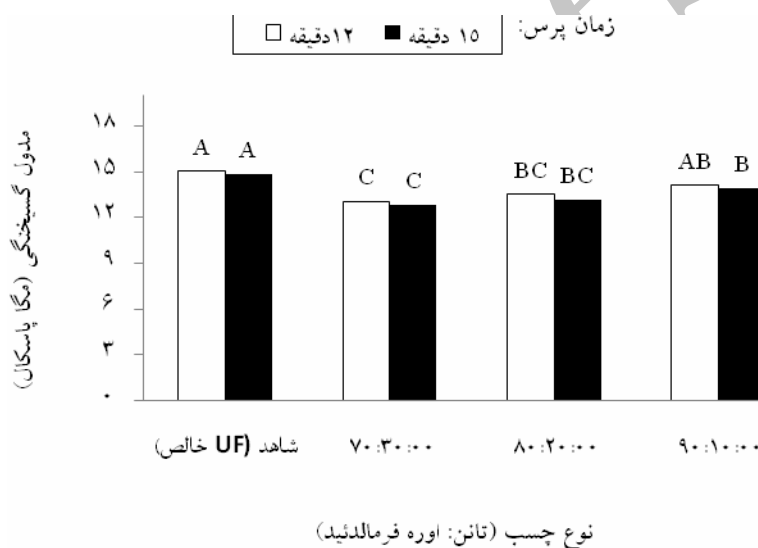 زمان پرس: ۱۵ دقیقه ۱۲دقیقه
مدول گسیختگی (مگا پاسکال)
۱۸
۱۵
۱۲
۹
۶
۳
۰
A A C C BC BC AB B
شاهد (UF خالص) ۷۰:۳۰:۰۰ ۸۰:۲۰:۰۰ ۹۰:۱۰:۰۰
نوع چسب (تانن: اوره فرمالدئید)